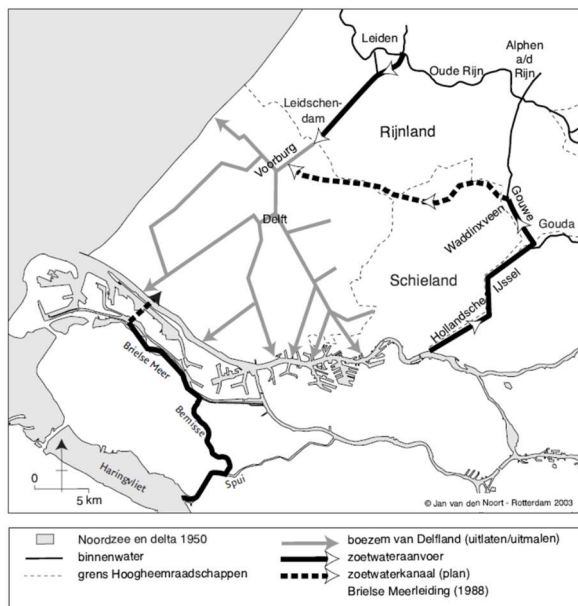 Leiden
Alphen
a/d
Rijn
Oude Rijn
Leidschen-
dam
Rijnland
Voorburg
Delft
Waddinxveen
Gouwe
Gouda
Schieland
Hollandsche IJssel
Brielse Meer
Bernisse
Haringvliet
Spui
0
5 km
© Jan van den Noort - Rotterdam 2003
Noordzee en delta 1950
binnenwater
grens Hoogheemraadschappen
boezem van Delfland (uitlaten/uitmalen)
zoetwateraanvoer
zoetwaterkanaal (plan)
Brielse Meerleiding (1988)